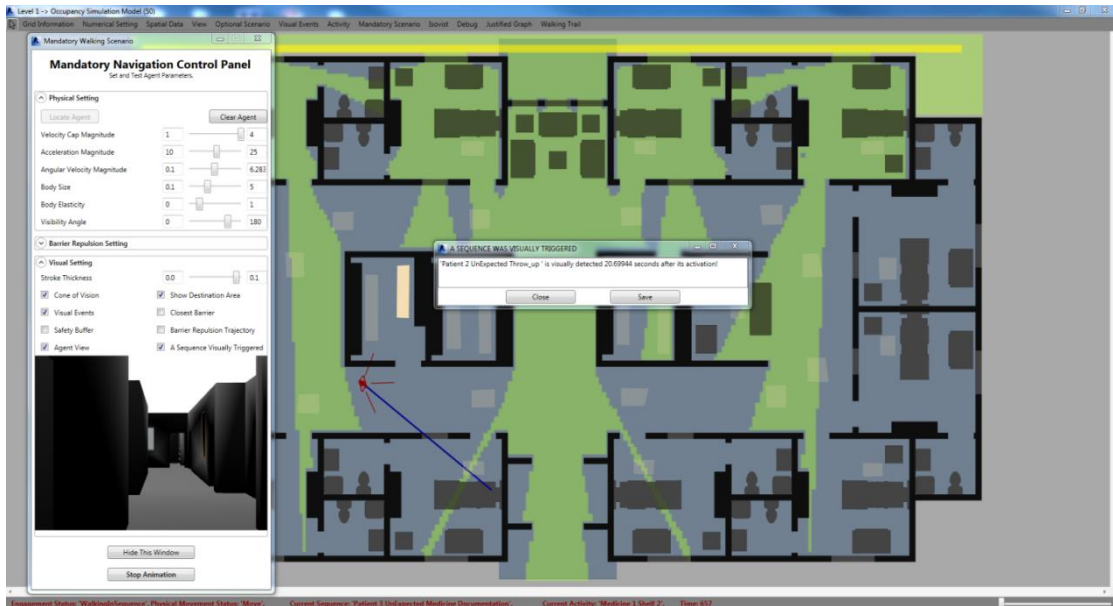 Level 1 -> Occupancy Simulation Model (50)
Grid Information Numerical Setting Spatial Data View Optional Scenario Visual Events Activity Mandatory Scenario Isovist Debug Justified Graph Walking Trail
Mandatory Walking Scenario
Mandatory Navigation Control Panel
Set and Test Agent Parameters.
Physical Setting
Locate Agent Clear Agent
Velocity Cap Magnitude 1 4
Acceleration Magnitude 10 25
Angular Velocity Magnitude 0.1 6.283
Body Size 0.1 5
Body Elasticity 0 1
Visibility Angle 0 180
Barrier Repulsion Setting
Visual Setting
Stroke Thickness 0.0 0.1
Cone of Vision Show Destination Area
Visual Events Closest Barrier
Safety Buffer Barrier Repulsion Trajectory
Agent View A Sequence Visually Triggered
Hide This Window
Stop Animation
A SEQUENCE WAS VISUALLY TRIGGERED
'Patient 2 UnExpected Throw_up ' is visually detected 20.69944 seconds after its activation!
Close Save
Engagement Status: 'WalkingInSequence', Physical Movement Status: 'Move', Current Sequence: 'Patient 3 UnExpected Medicine Documentation', Current Activity: 'Medicine 1 Shelf 2', Time: 657